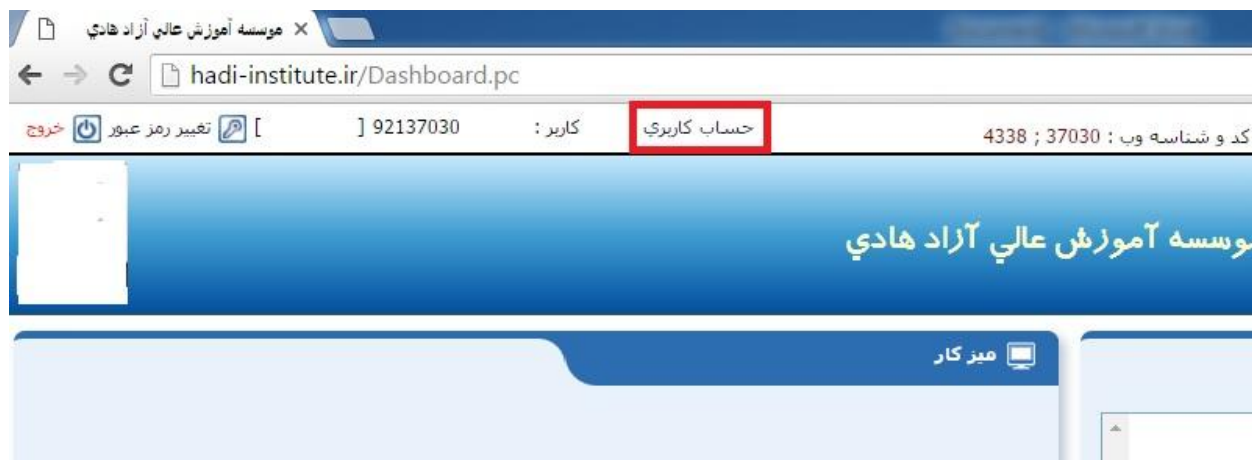 موسسه آموزش عالي آزاد هادي
hadi-institute.ir/Dashboard.pc
کد و شناسه وب : 37030 ; 4338 حساب کاربري کاربر : 92137030 [ ] تغيير رمز عبور خروج
موسسه آموزش عالي آزاد هادي
ميز کار